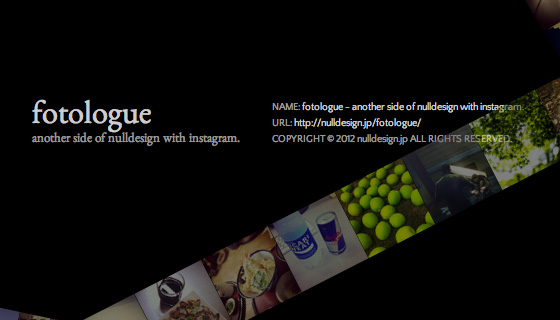 fotologue
another side of nulldesign with instagram.
NAME: fotologue - another side of nulldesign with instagram.
URL: http://nulldesign.jp/fotologue/
COPYRIGHT © 2012 nulldesign.jp ALL RIGHTS RESERVED.